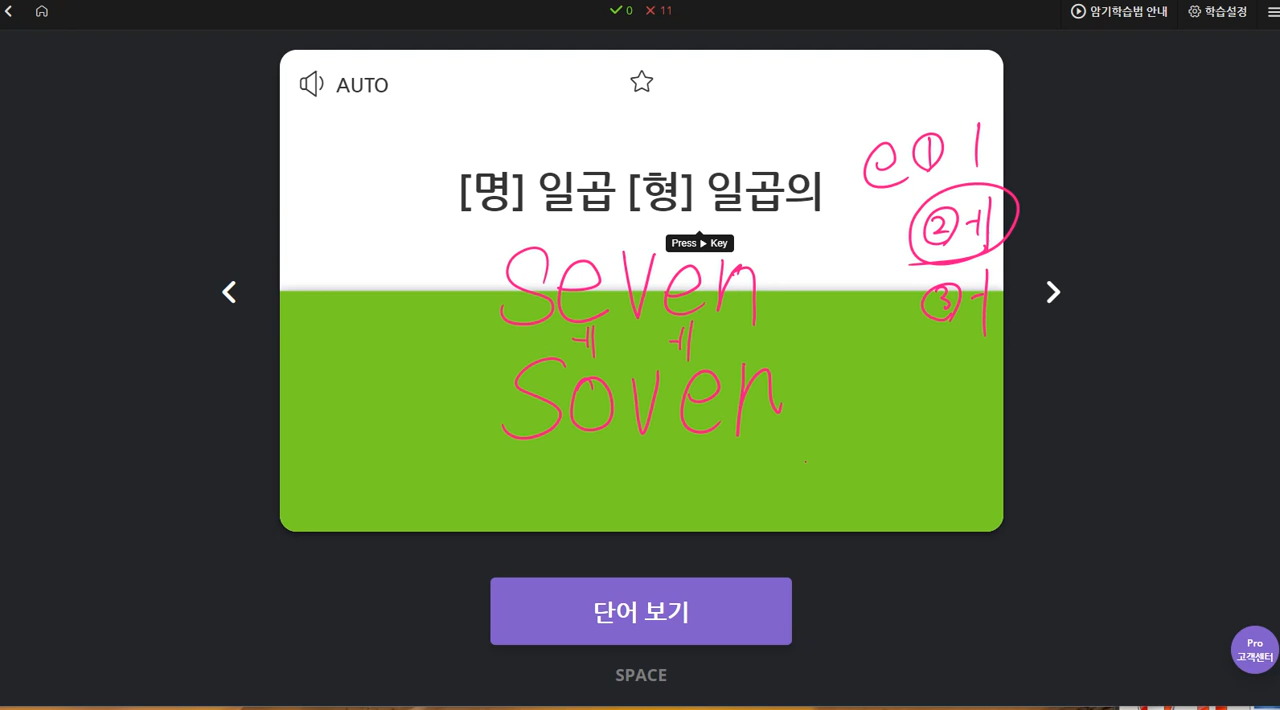 0 11 암기학습법 안내 학습설정
AUTO
[명] 일곱 [형] 일곱의
e ① ㅣ
② ㅔ
③ ㅓ
Press ▶ Key
seven
ㅔ ㅔ
Soven
단어 보기
SPACE
Pro
고객센터